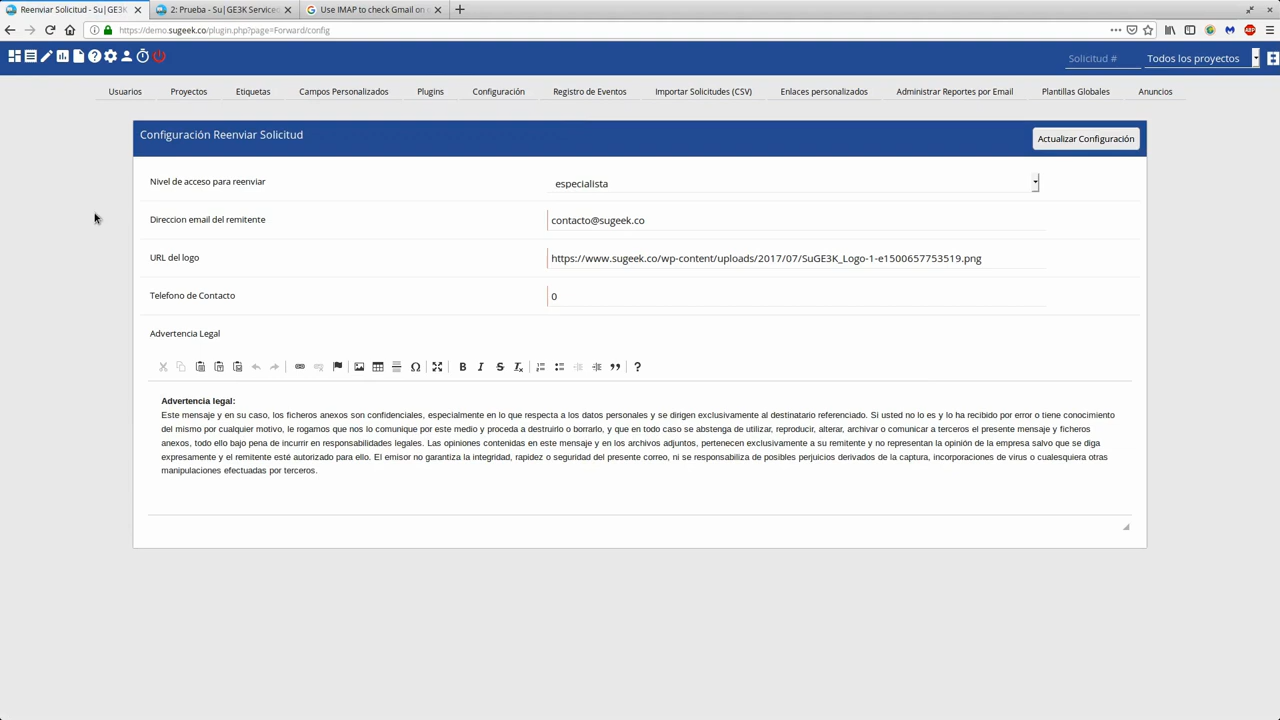 Reenviar Solicitud - Su|GE3K
2: Prueba - Su|GE3K Servicede
Use IMAP to check Gmail on
https://demo.sugeek.co/plugin.php?page=Forward/config
Solicitud #
Todos los proyectos
Usuarios
Proyectos
Etiquetas
Campos Personalizados
Plugins
Configuración
Registro de Eventos
Importar Solicitudes (CSV)
Enlaces personalizados
Administrar Reportes por Email
Plantillas Globales
Anuncios
Configuración Reenviar Solicitud
Actualizar Configuración
Nivel de acceso para reenviar
especialista
Direccion email del remitente
contacto@sugeek.co
URL del logo
https://www.sugeek.co/wp-content/uploads/2017/07/SuGE3K_Logo-1-e1500657753519.png
Telefono de Contacto
0
Advertencia Legal
Advertencia legal:
Este mensaje y en su caso, los ficheros anexos son confidenciales, especialmente en lo que respecta a los datos personales y se dirigen exclusivamente al destinatario referenciado. Si usted no lo es y lo ha recibido por error o tiene conocimiento
del mismo por cualquier motivo, le rogamos que nos lo comunique por este medio y proceda a destruirlo o borrarlo, y que en todo caso se abstenga de utilizar, reproducir, alterar, archivar o comunicar a terceros el presente mensaje y ficheros
anexos, todo ello bajo pena de incurrir en responsabilidades legales. Las opiniones contenidas en este mensaje y en los archivos adjuntos, pertenecen exclusivamente a su remitente y no representan la opinión de la empresa salvo que se diga
expresamente y el remitente esté autorizado para ello. El emisor no garantiza la integridad, rapidez o seguridad del presente correo, ni se responsabiliza de posibles perjuicios derivados de la captura, incorporaciones de virus o cualesquiera otras
manipulaciones efectuadas por terceros.